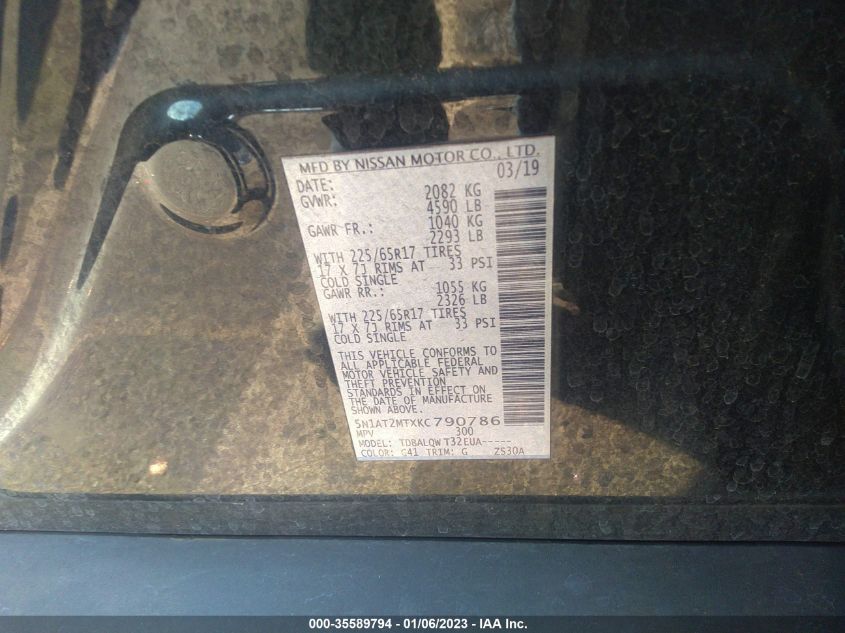 MFD BY NISSAN MOTOR CO., LTD.
DATE: 03/19
GVWR: 2082 KG
4590 LB
GAWR FR.: 1040 KG
2293 LB
WITH 225/65R17 TIRES
17 X 7J RIMS AT 33 PSI
COLD SINGLE
GAWR RR.: 1055 KG
2326 LB
WITH 225/65R17 TIRES
17 X 7J RIMS AT 33 PSI
COLD SINGLE
THIS VEHICLE CONFORMS TO
ALL APPLICABLE FEDERAL
MOTOR VEHICLE SAFETY AND
THEFT PREVENTION
STANDARDS IN EFFECT ON
THE DATE OF MANUFACTURE
SHOWN ABOVE.
5N1AT2MTXKC790786
MPV 300
MODEL: TDBALQW T32EUA-----
COLOR: G41 TRIM: G ZS30A
000-35589794 - 01/06/2023 - IAA Inc.